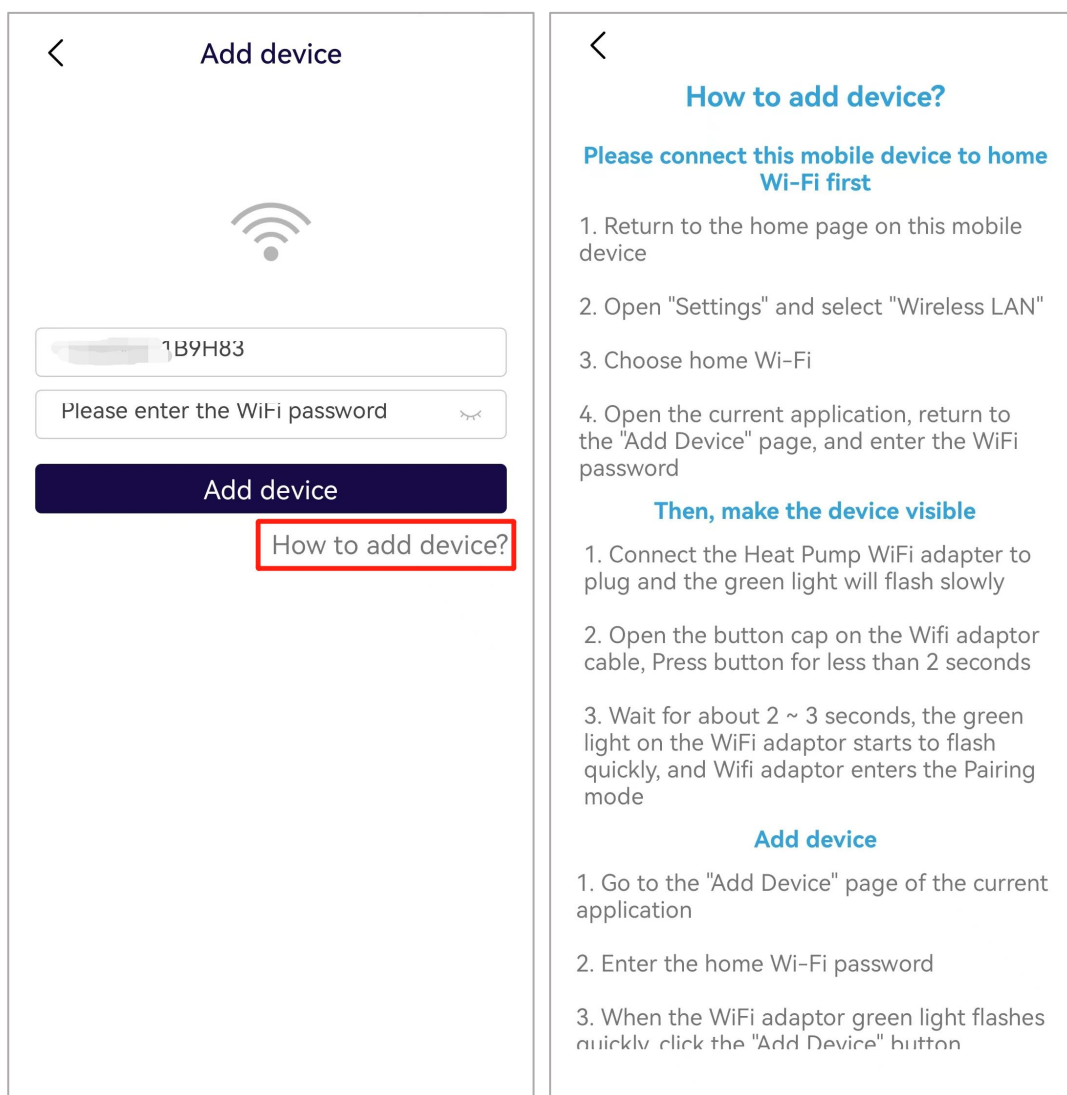 Add device
1B9H83
Please enter the WiFi password
Add device
How to add device?
How to add device?
Please connect this mobile device to home
Wi-Fi first
1. Return to the home page on this mobile
device
2. Open "Settings" and select "Wireless LAN"
3. Choose home Wi-Fi
4. Open the current application, return to
the "Add Device" page, and enter the WiFi
password
Then, make the device visible
1. Connect the Heat Pump WiFi adapter to
plug and the green light will flash slowly
2. Open the button cap on the Wifi adaptor
cable, Press button for less than 2 seconds
3. Wait for about 2 ~ 3 seconds, the green
light on the WiFi adaptor starts to flash
quickly, and Wifi adaptor enters the Pairing
mode
Add device
1. Go to the "Add Device" page of the current
application
2. Enter the home Wi-Fi password
3. When the WiFi adaptor green light flashes
quickly, click the "Add Device" button